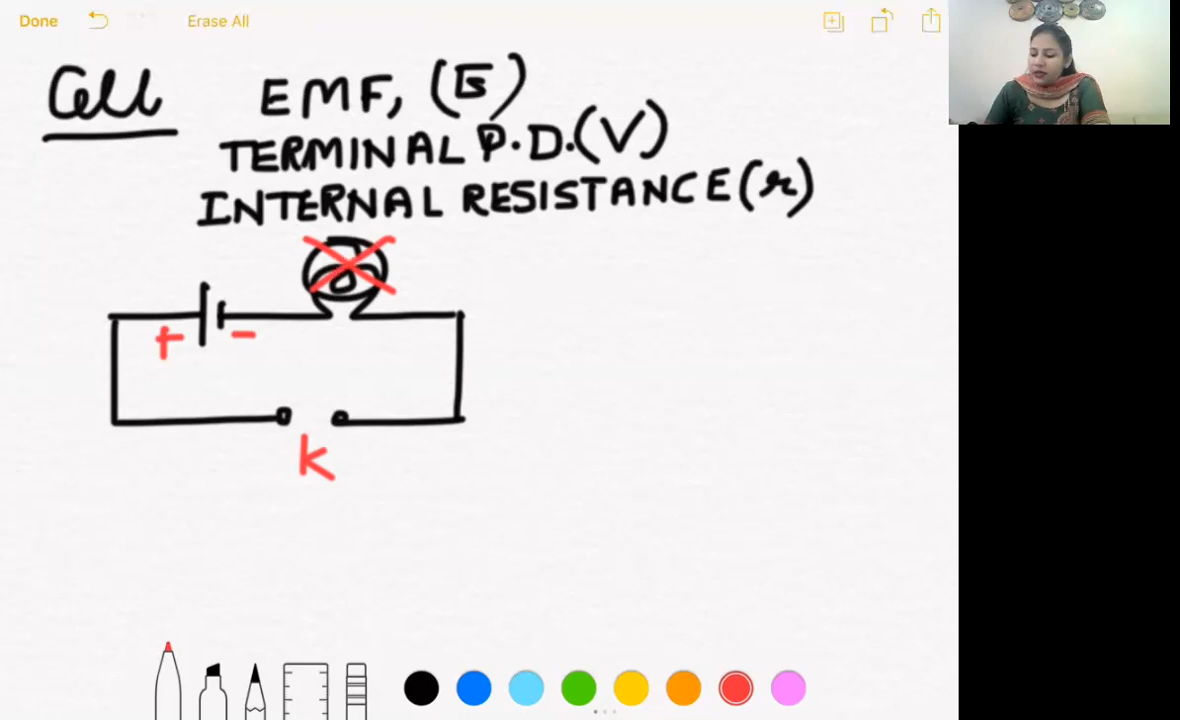 Done Erase All
Cell EMF, (E)
TERMINAL P.D.(V)
INTERNAL RESISTANCE (r)
+ -
K